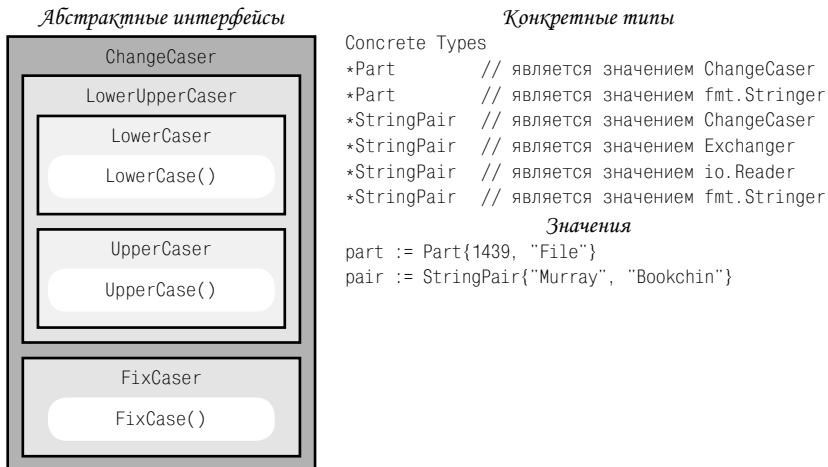 Абстрактные интерфейсы
ChangeCaser
LowerUpperCaser
LowerCaser
LowerCase()
UpperCaser
UpperCase()
FixCaser
FixCase()
Конкретные типы
Concrete Types
*Part // является значением ChangeCaser
*Part // является значением fmt.Stringer
*StringPair // является значением ChangeCaser
*StringPair // является значением Exchanger
*StringPair // является значением io.Reader
*StringPair // является значением fmt.Stringer
Значения
part := Part{1439, "File"}
pair := StringPair{"Murray", "Bookchin"}